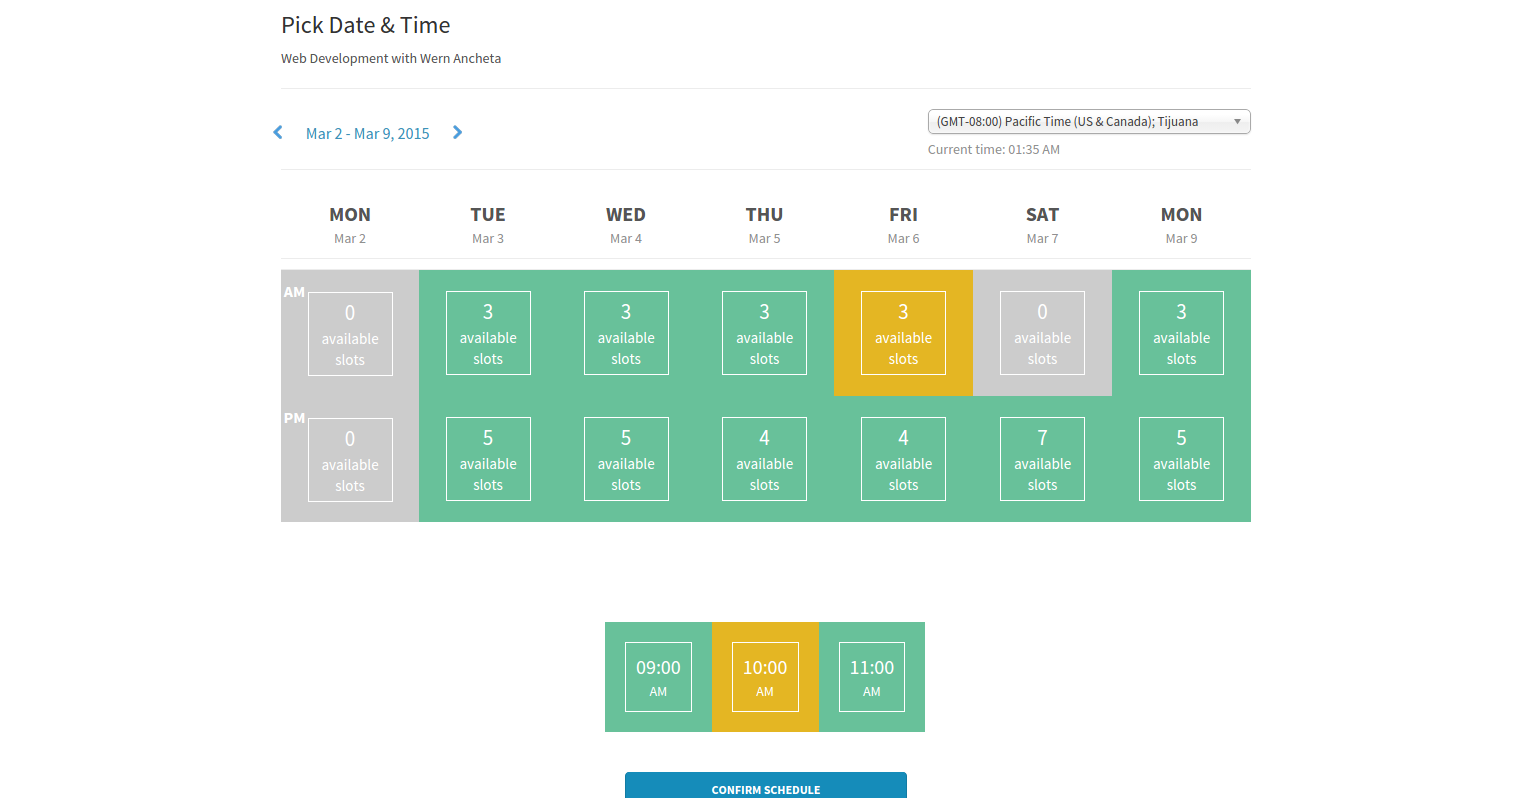 Pick Date & Time
Web Development with Wern Ancheta
Mar 2 - Mar 9, 2015
(GMT-08:00) Pacific Time (US & Canada); Tijuana
Current time: 01:35 AM
MON TUE WED THU FRI SAT MON
Mar 2 Mar 3 Mar 4 Mar 5 Mar 6 Mar 7 Mar 9
AM
0 3 3 3 3 0 3
available available available available available available available
slots slots slots slots slots slots slots
PM
0 5 5 4 4 7 5
available available available available available available available
slots slots slots slots slots slots slots
09:00 10:00 11:00
AM AM AM
CONFIRM SCHEDULE